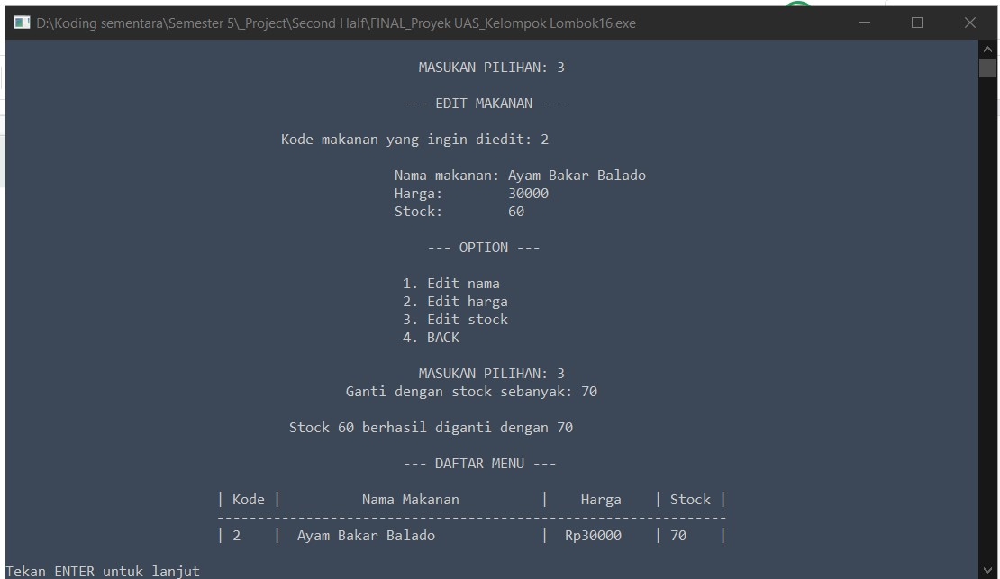 D:\Koding sementara\Semester 5\_Project\Second Half\FINAL_Proyek UAS_Kelompok Lombok16.exe
MASUKAN PILIHAN: 3
--- EDIT MAKANAN ---
Kode makanan yang ingin diedit: 2
Nama makanan: Ayam Bakar Balado
Harga: 30000
Stock: 60
--- OPTION ---
1. Edit nama
2. Edit harga
3. Edit stock
4. BACK
MASUKAN PILIHAN: 3
Ganti dengan stock sebanyak: 70
Stock 60 berhasil diganti dengan 70
--- DAFTAR MENU ---
| Kode | Nama Makanan | Harga | Stock |
---------------------------------------------------------------
| 2 | Ayam Bakar Balado | Rp30000 | 70 |
Tekan ENTER untuk lanjut